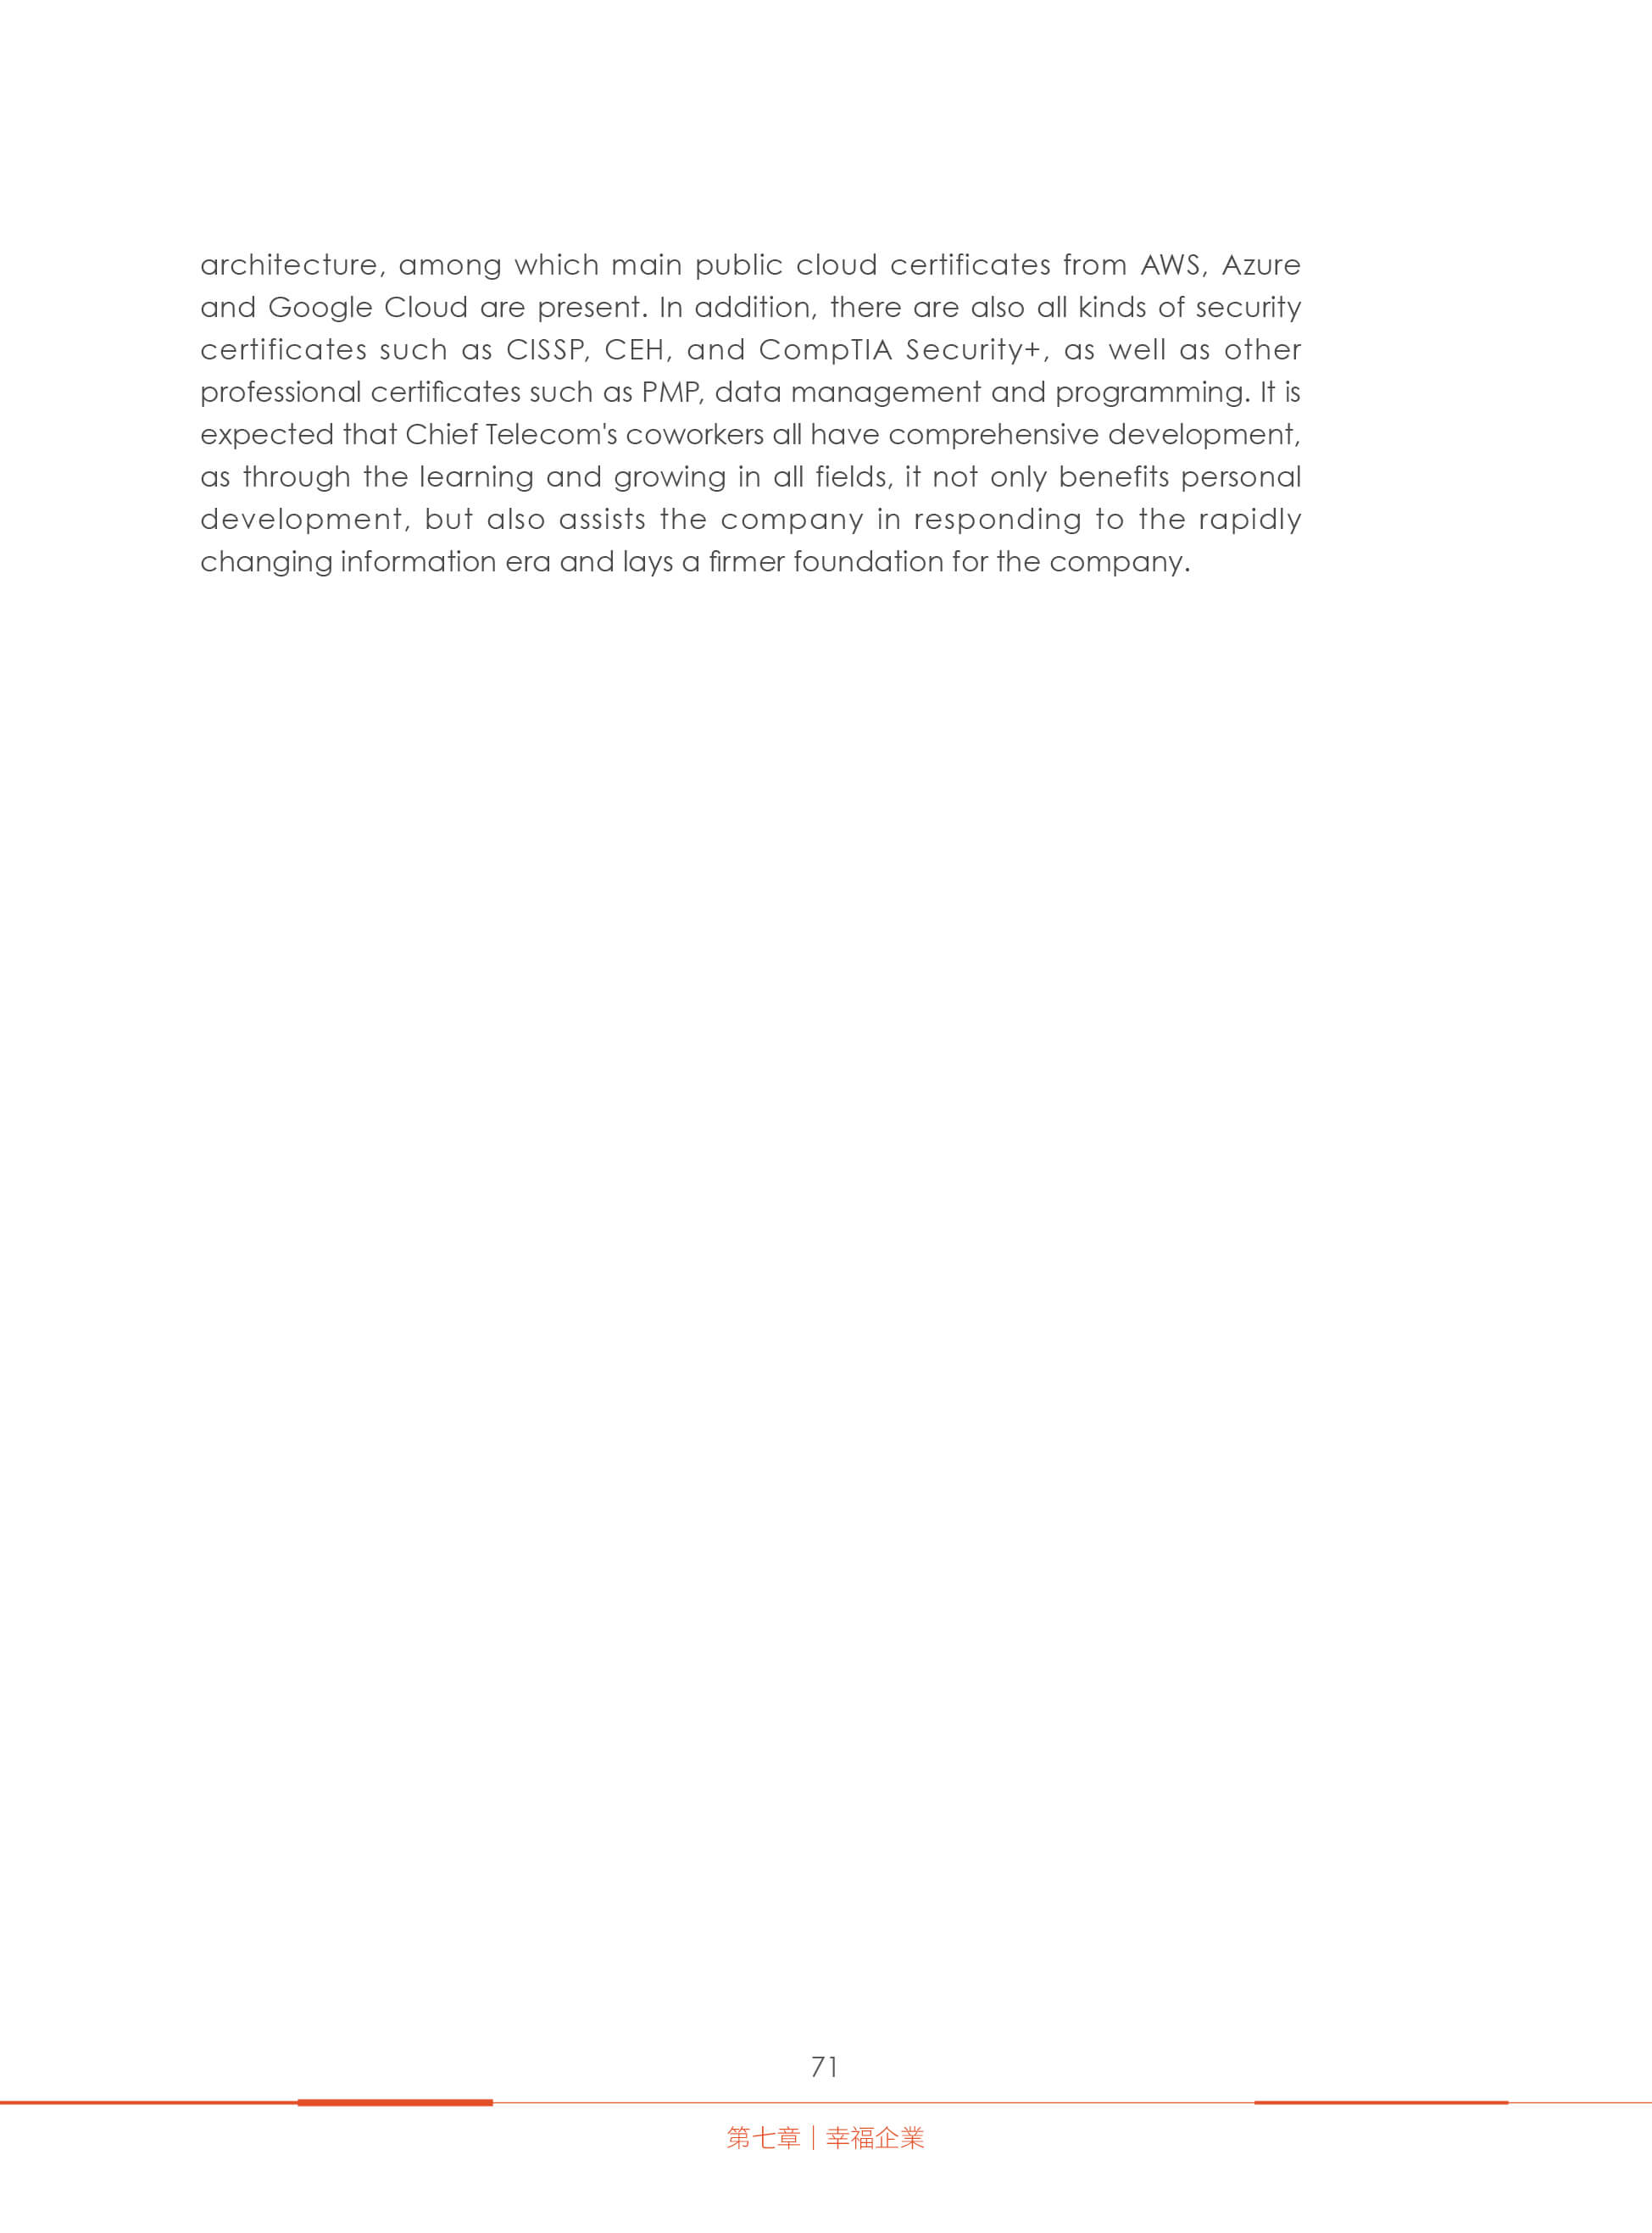 architecture, among which main public cloud certificates from AWS, Azure
and Google Cloud are present. In addition, there are also all kinds of security
certificates such as CISSP, CEH, and CompTIA Security+, as well as other
professional certificates such as PMP, data management and programming. It is
expected that Chief Telecom's coworkers all have comprehensive development,
as through the learning and growing in all fields, it not only benefits personal
development, but also assists the company in responding to the rapidly
changing information era and lays a firmer foundation for the company.
71
第七章｜幸福企業